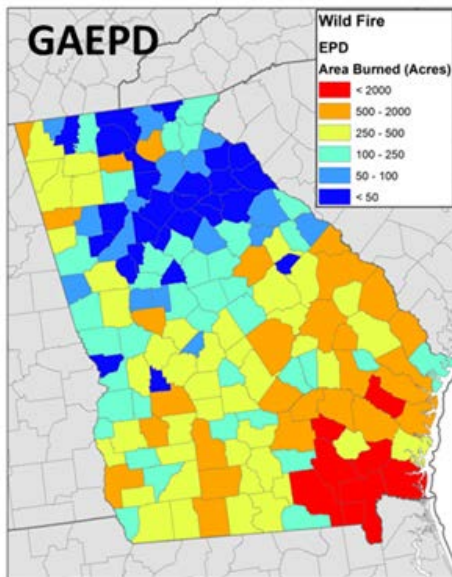 GAEPD
Wild Fire
EPD
Area Burned (Acres)
< 2000
500 - 2000
250 - 500
100 - 250
50 - 100
< 50